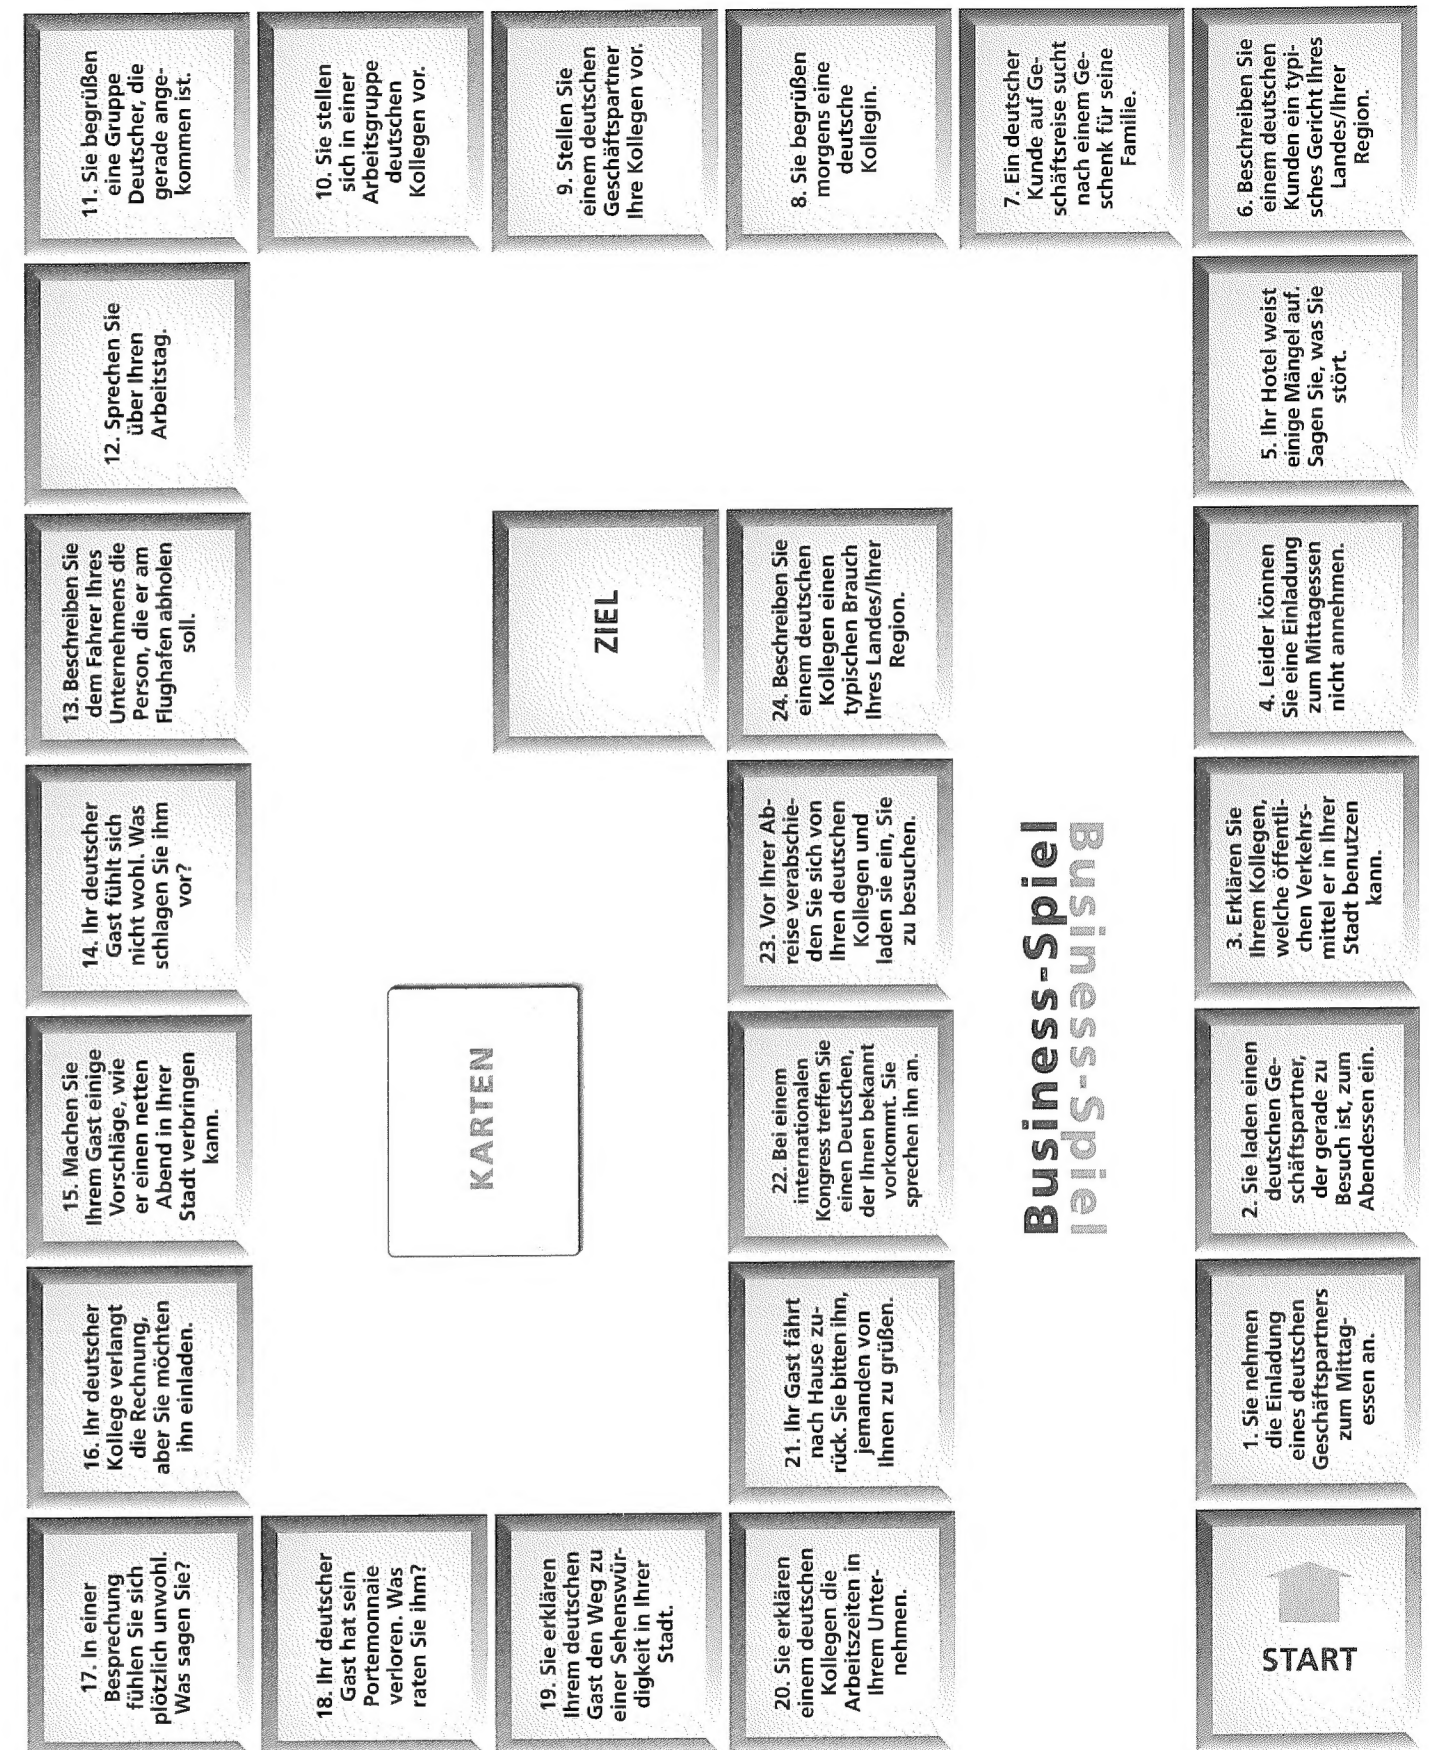 START
1. Sie nehmen
die Einladung
eines deutschen
Geschäftspartners
zum Mittag-
essen an.
2. Sie laden einen
deutschen Ge-
schäftspartner,
der gerade zu
Besuch ist, zum
Abendessen ein.
3. Erklären Sie
Ihrem Kollegen,
welche öffentli-
chen Verkehrs-
mittel er in Ihrer
Stadt benutzen
kann.
4. Leider können
Sie eine Einladung
zum Mittagessen
nicht annehmen.
5. Ihr Hotel weist
einige Mängel auf.
Sagen Sie, was Sie
stört.
6. Beschreiben Sie
einem deutschen
Kunden ein typi-
sches Gericht Ihres
Landes/Ihrer
Region.
7. Ein deutscher
Kunde auf Ge-
schäftsreise sucht
nach einem Ge-
schenk für seine
Familie.
8. Sie begrüßen
morgens eine
deutsche
Kollegin.
9. Stellen Sie
einem deutschen
Geschäftspartner
Ihre Kollegen vor.
10. Sie stellen
sich in einer
Arbeitsgruppe
deutschen
Kollegen vor.
11. Sie begrüßen
eine Gruppe
Deutscher, die
gerade ange-
kommen ist.
12. Sprechen Sie
über Ihren
Arbeitstag.
13. Beschreiben Sie
dem Fahrer Ihres
Unternehmens die
Person, die er am
Flughafen abholen
soll.
14. Ihr deutscher
Gast fühlt sich
nicht wohl. Was
schlagen Sie ihm
vor?
15. Machen Sie
Ihrem Gast einige
Vorschläge, wie
er einen netten
Abend in Ihrer
Stadt verbringen
kann.
16. Ihr deutscher
Kollege verlangt
die Rechnung,
aber Sie möchten
ihn einladen.
17. In einer
Besprechung
fühlen Sie sich
plötzlich unwohl.
Was sagen Sie?
18. Ihr deutscher
Gast hat sein
Portemonnaie
verloren. Was
raten Sie ihm?
19. Sie erklären
Ihrem deutschen
Gast den Weg zu
einer Sehenswür-
digkeit in Ihrer
Stadt.
20. Sie erklären
einem deutschen
Kollegen die
Arbeitszeiten in
Ihrem Unter-
nehmen.
21. Ihr Gast fährt
nach Hause zu-
rück. Sie bitten ihn,
jemanden von
Ihnen zu grüßen.
22. Bei einem
internationalen
Kongress treffen Sie
einen Deutschen,
der Ihnen bekannt
vorkommt. Sie
sprechen ihn an.
23. Vor Ihrer Ab-
reise verabschie-
den Sie sich von
Ihren deutschen
Kollegen und
laden sie ein, Sie
zu besuchen.
24. Beschreiben Sie
einem deutschen
Kollegen einen
typischen Brauch
Ihres Landes/Ihrer
Region.
ZIEL
KARTEN
Business-Spiel
Business-Spiel